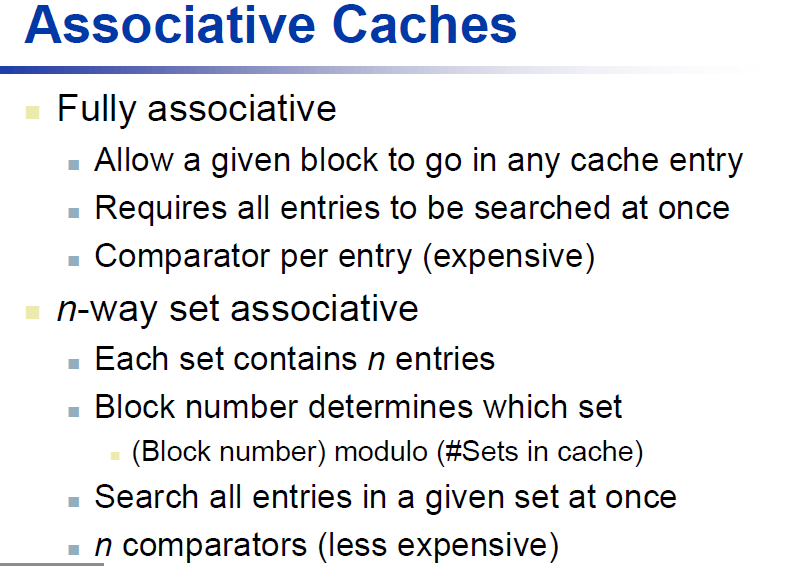 Associative Caches
Fully associative
Allow a given block to go in any cache entry
Requires all entries to be searched at once
Comparator per entry (expensive)
n-way set associative
Each set contains n entries
Block number determines which set
(Block number) modulo (#Sets in cache)
Search all entries in a given set at once
n comparators (less expensive)